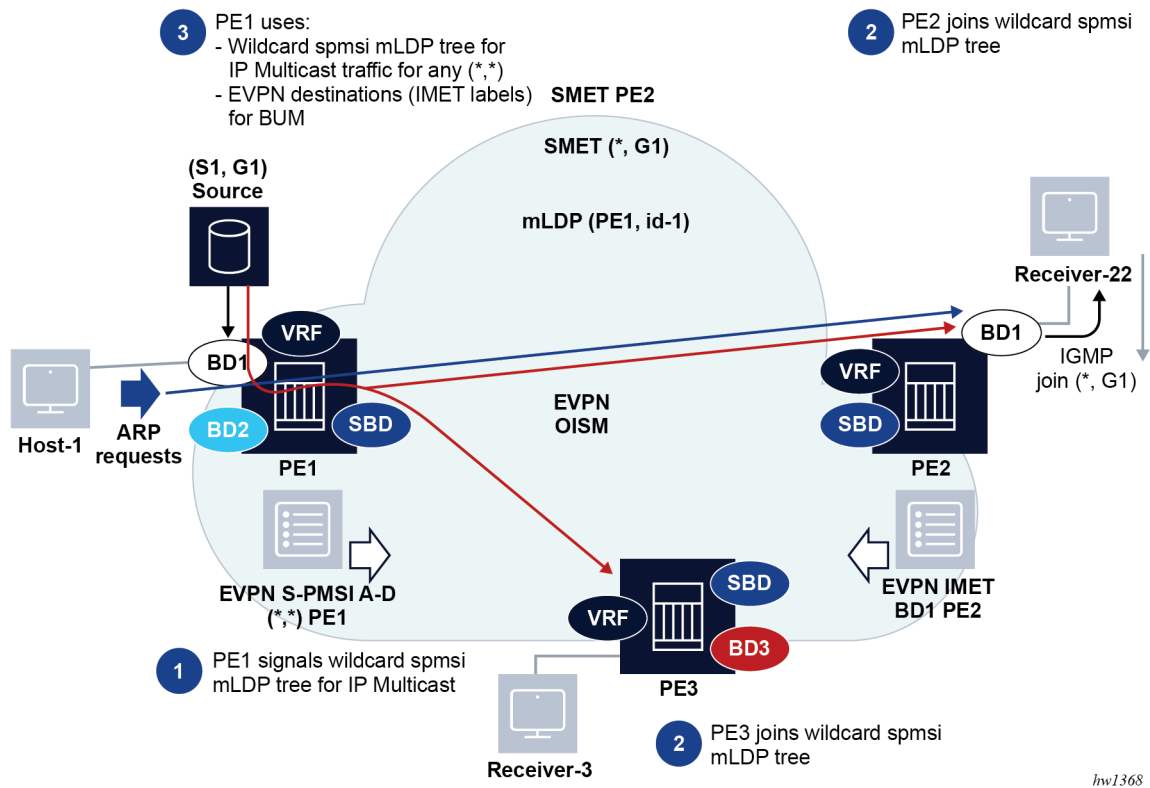 3
PE1 uses:
- Wildcard spmsi mLDP tree for
IP Multicast traffic for any (*,*)
- EVPN destinations (IMET labels)
for BUM
2
PE2 joins wildcard spmsi
mLDP tree
SMET PE2
SMET (*, G1)
mLDP (PE1, id-1)
(S1, G1)
Source
Receiver-22
VRF
BD1
BD1
IGMP
join (*, G1)
VRF
BD2
SBD
EVPN
OISM
SBD
Host-1
ARP
requests
PE1
PE2
EVPN S-PMSI A-D
(*,*) PE1
EVPN IMET
BD1 PE2
SBD
VRF
BD3
PE3
1
PE1 signals wildcard spmsi
mLDP tree for IP Multicast
Receiver-3
2
PE3 joins wildcard spmsi
mLDP tree
hw1368